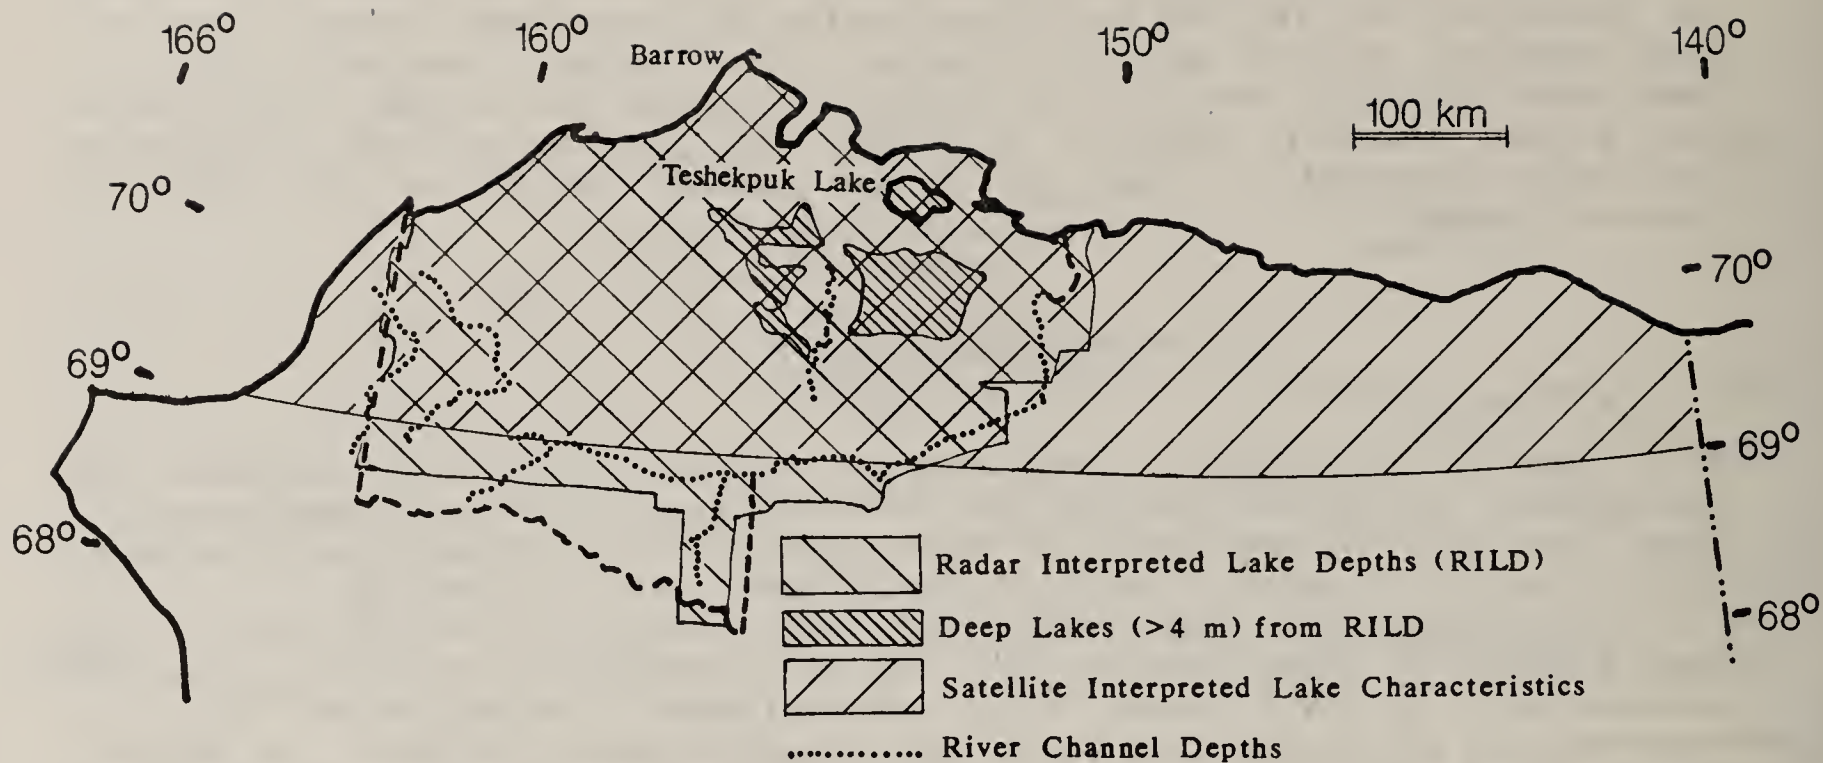 166° 160° 150° 140°
Barrow
100 km
70°
Teshekpuk Lake
70°
69°
69°
68°
68°
Radar Interpreted Lake Depths (RILD)
Deep Lakes (>4 m) from RILD
Satellite Interpreted Lake Characteristics
River Channel Depths